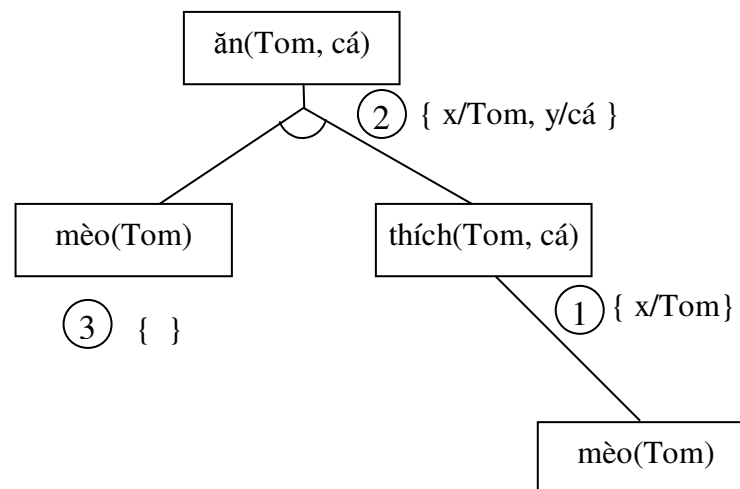 ăn(Tom, cá)
2 { x/Tom, y/cá }
mèo(Tom)
thích(Tom, cá)
3 { }
1 { x/Tom}
mèo(Tom)